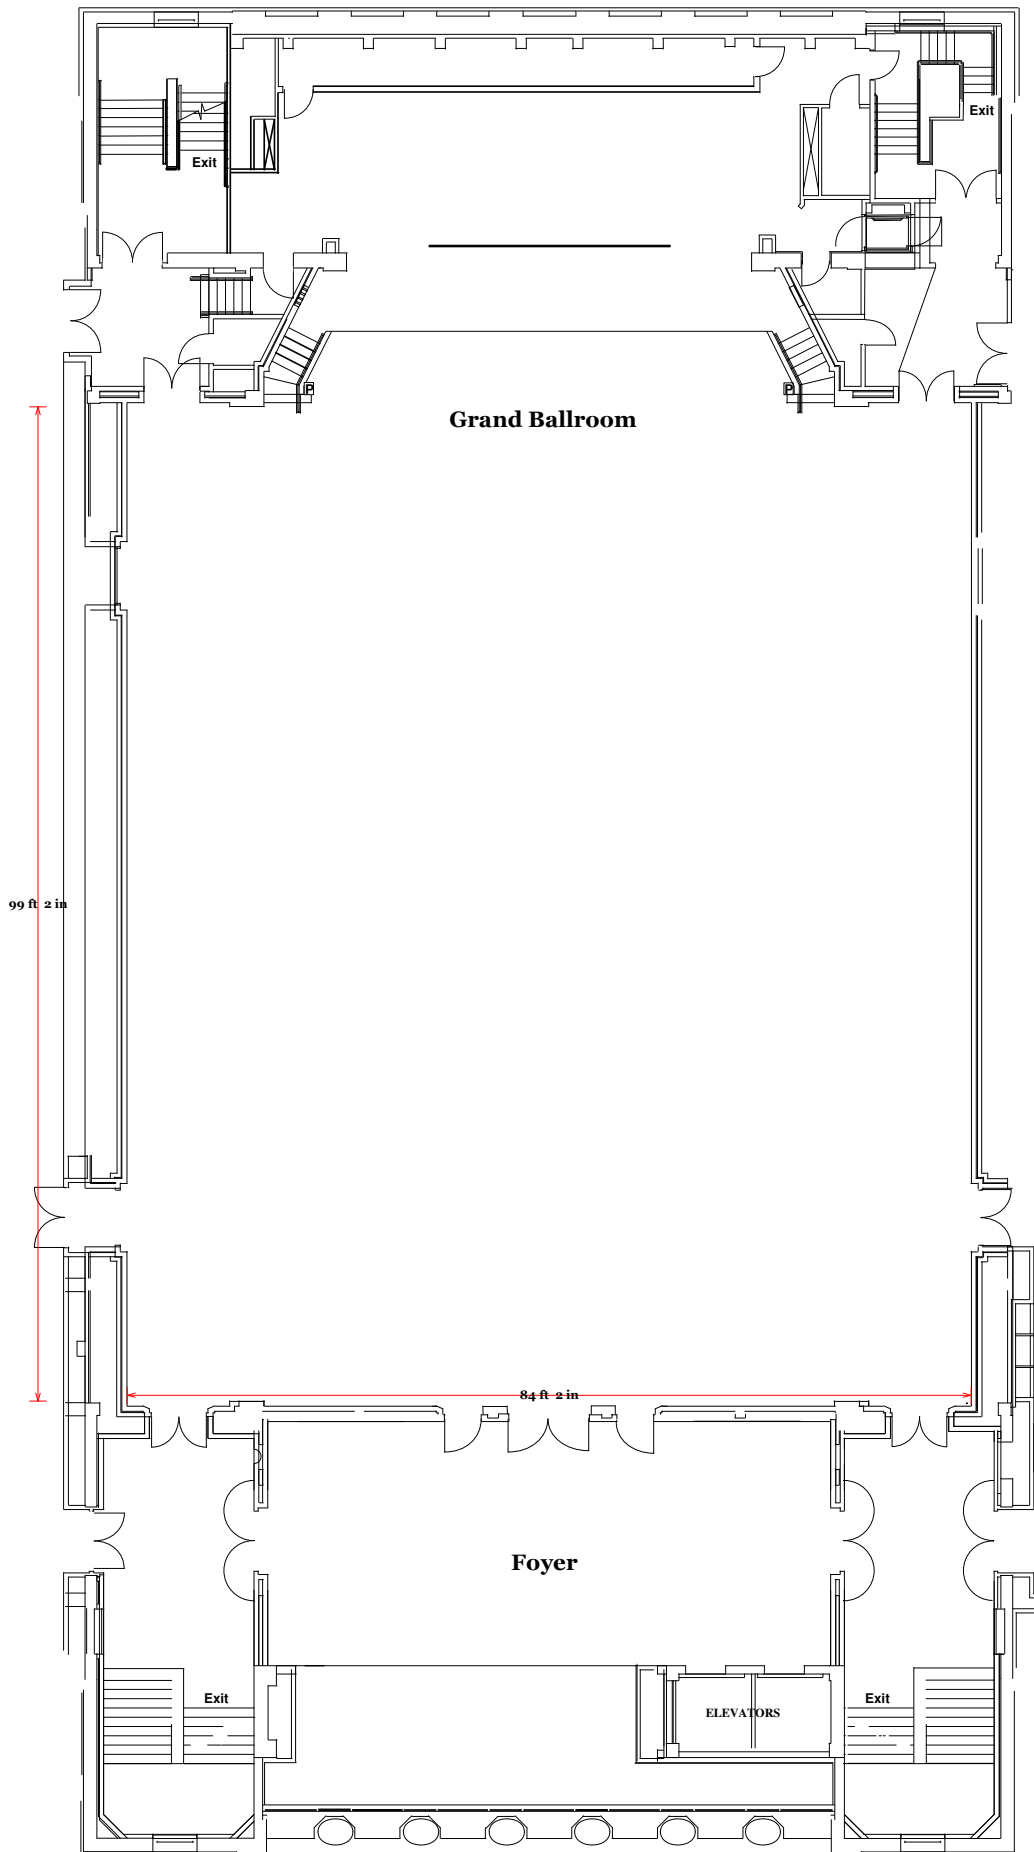 Exit
Exit
P
P
Grand Ballroom
99 ft 2 in
84 ft 2 in
Foyer
Exit
ELEVATORS
Exit